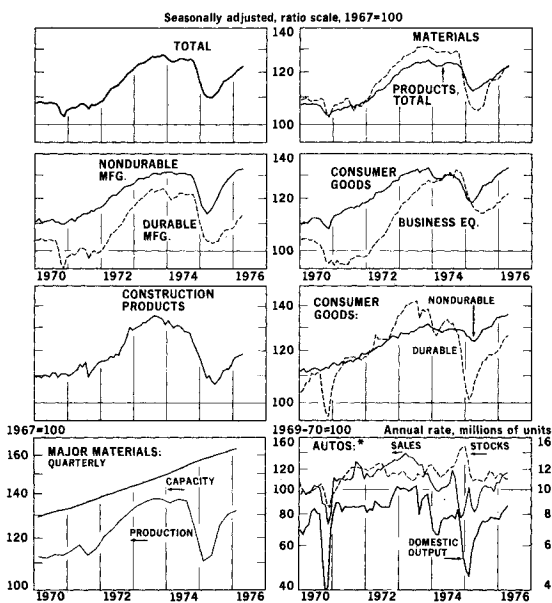 Seasonally adjusted, ratio scale, 1967=100
TOTAL
MATERIALS
PRODUCTS,
TOTAL
140
120
100
NONDURABLE
MFG.
DURABLE
MFG.
CONSUMER
GOODS
BUSINESS EQ.
140
120
100
1970 1972 1974 1976 1970 1972 1974 1976
CONSTRUCTION
PRODUCTS
CONSUMER
GOODS:
NONDURABLE
DURABLE
140
120
100
1967=100
1969-70=100 Annual rate, millions of units
MAJOR MATERIALS:
QUARTERLY
CAPACITY
PRODUCTION
160
140
120
100
AUTOS:*
SALES
STOCKS
DOMESTIC
OUTPUT
160 16
140
120 12
100 10
80 8
60 6
40 4
1970 1972 1974 1976 1970 1972 1974 1976